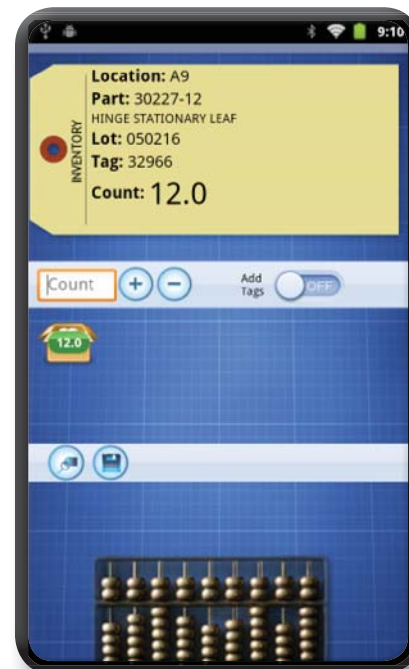 9:10
Location: A9
Part: 30227-12
HINGE STATIONARY LEAF
Lot: 050216
Tag: 32966
INVENTORY
Count: 12.0
Count
Add
Tags
OFF
12.0